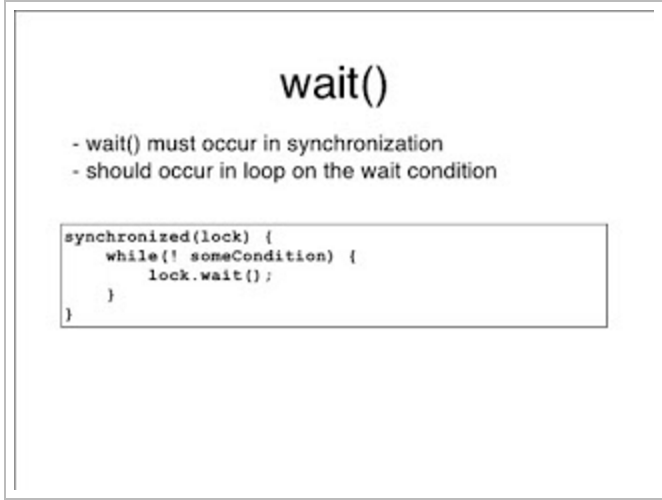 wait()
- wait() must occur in synchronization
- should occur in loop on the wait condition
synchronized(lock) {
    while(! someCondition) {
        lock.wait();
    }
}